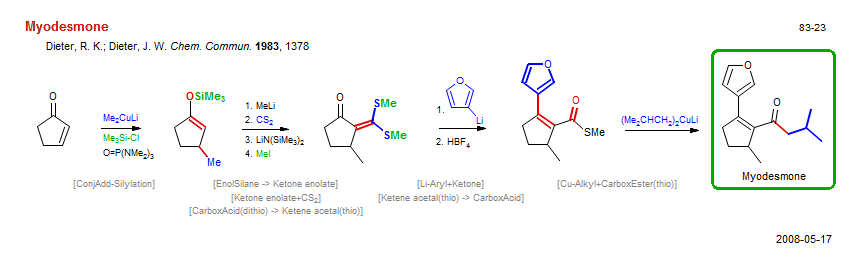 Myodesmone
83-23
Dieter, R. K.; Dieter, J. W. Chem. Commun. 1983, 1378
O
Me₂CuLi
Me₃Si-Cl
O=P(NMe₂)₃
[ConjAdd-Silylation]
OSiMe₃
Me
1. MeLi
2. CS₂
3. LiN(SiMe₃)₂
4. MeI
[EnolSilane -> Ketone enolate]
[Ketone enolate+CS₂]
[CarboxAcid(dithio) -> Ketene acetal(thio)]
O
SMe
SMe
O
1.
Li
2. HBF₄
[Li-Aryl+Ketone]
[Ketene acetal(thio) -> CarboxAcid]
O
O
SMe
(Me₂CHCH₂)₂CuLi
[Cu-Alkyl+CarboxEster(thio)]
O
O
Myodesmone
2008-05-17